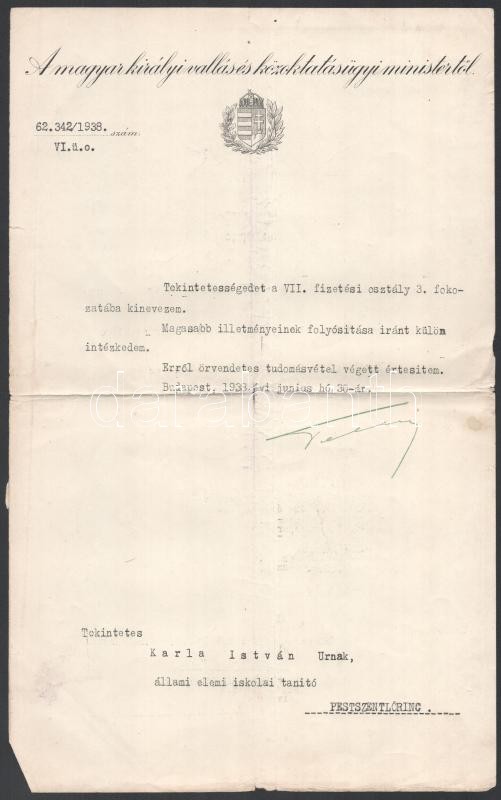 A magyar királyi vallás és közoktatásügyi ministertől.
62.342/1938. szám.
VI.ü.o.
Tekintetességedet a VII. fizetési osztály 3. foko-
zatába kinevezem.
Magasabb illetményeinek folyósitása iránt külön
intézkedem.
Erről örvendetes tudomásvétel végett értesitem.
Budapest, 1938. évi junius hó 30-án.
darabanth
Tekintetes
Karla István Urnak,
állami elemi iskolai tanitó
PESTSZENTLŐRINC .